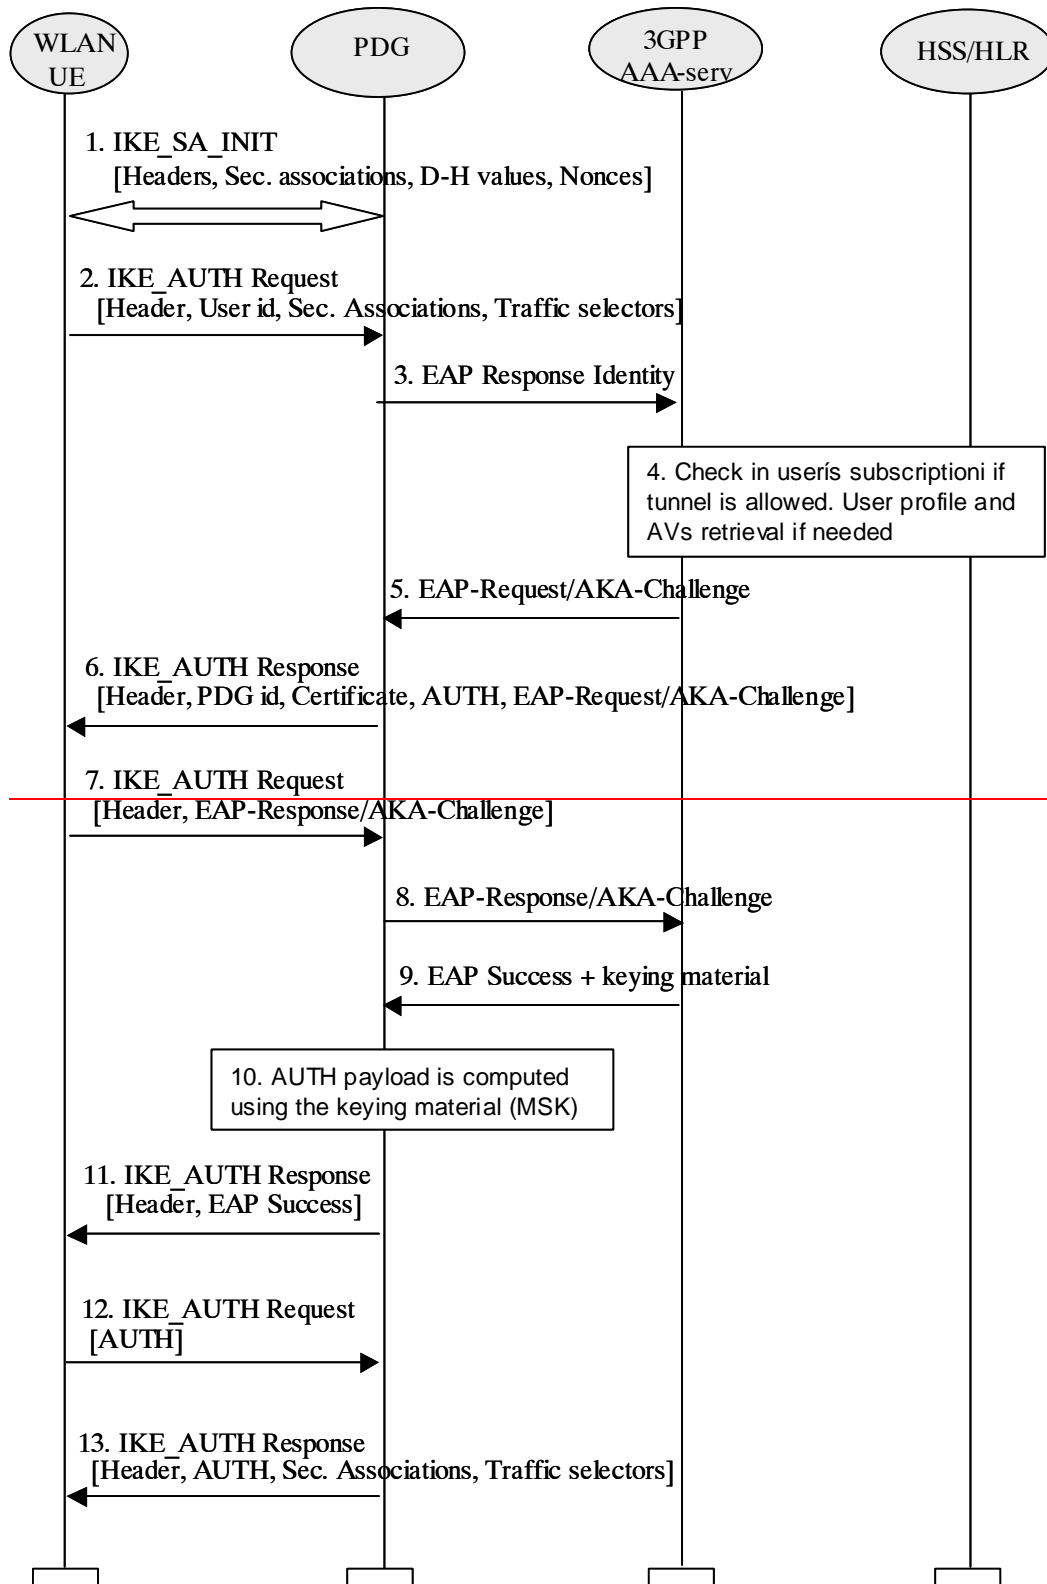 WLAN
UE
PDG
3GPP
AAA-serv
HSS/HLR
1. IKE_SA_INIT
[Headers, Sec. associations, D-H values, Nonces]
2. IKE_AUTH Request
[Header, User id, Sec. Associations, Traffic selectors]
3. EAP Response Identity
4. Check in userís subscriptioni if
tunnel is allowed. User profile and
AVs retrieval if needed
5. EAP-Request/AKA-Challenge
6. IKE_AUTH Response
[Header, PDG id, Certificate, AUTH, EAP-Request/AKA-Challenge]
7. IKE_AUTH Request
[Header, EAP-Response/AKA-Challenge]
8. EAP-Response/AKA-Challenge
9. EAP Success + keying material
10. AUTH payload is computed
using the keying material (MSK)
11. IKE_AUTH Response
[Header, EAP Success]
12. IKE_AUTH Request
[AUTH]
13. IKE_AUTH Response
[Header, AUTH, Sec. Associations, Traffic selectors]